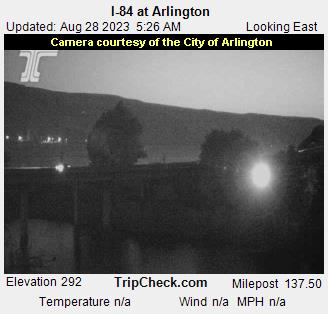 I-84 at Arlington
Updated: Aug 28 2023 5:26 AM Looking East
Camera courtesy of the City of Arlington
Elevation 292 TripCheck.com Milepost 137.50
Temperature n/a Wind n/a MPH n/a